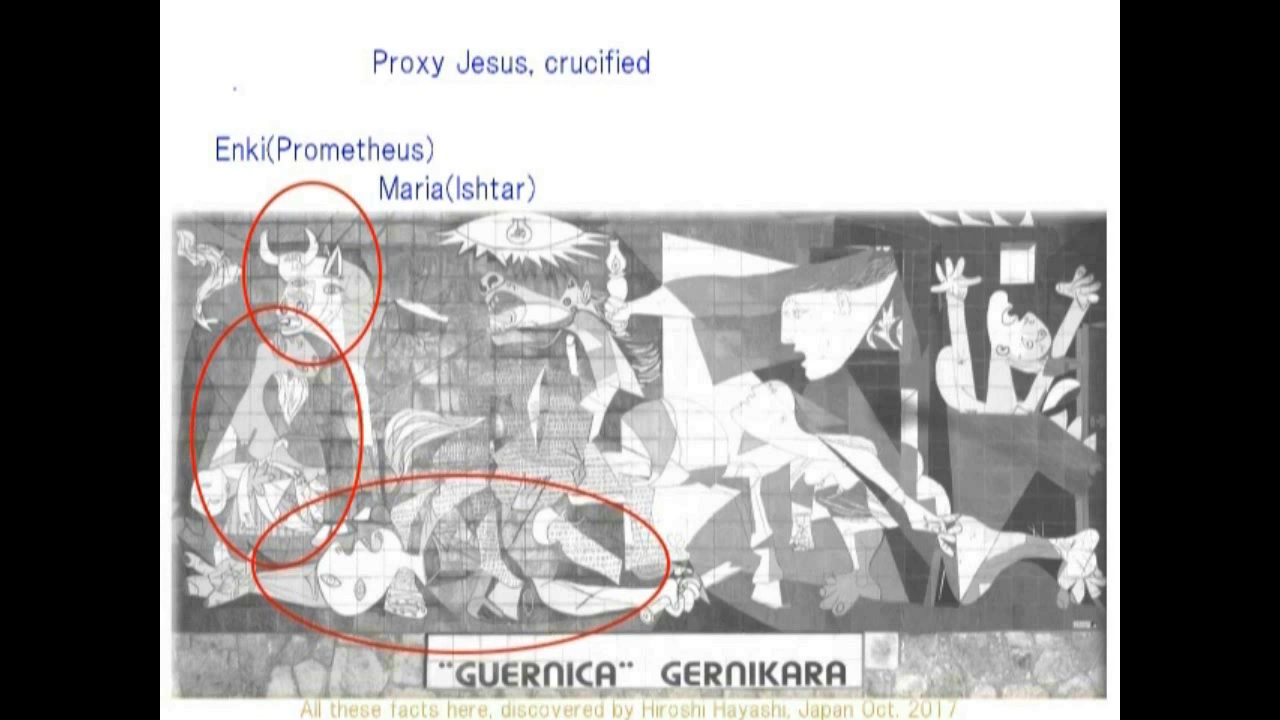 Proxy Jesus, crucified
Enki(Prometheus)
Maria(Ishtar)
"GUERNICA" GERNIKARA
All these facts here, discovered by Hiroshi Hayashi, Japan Oct. 2017